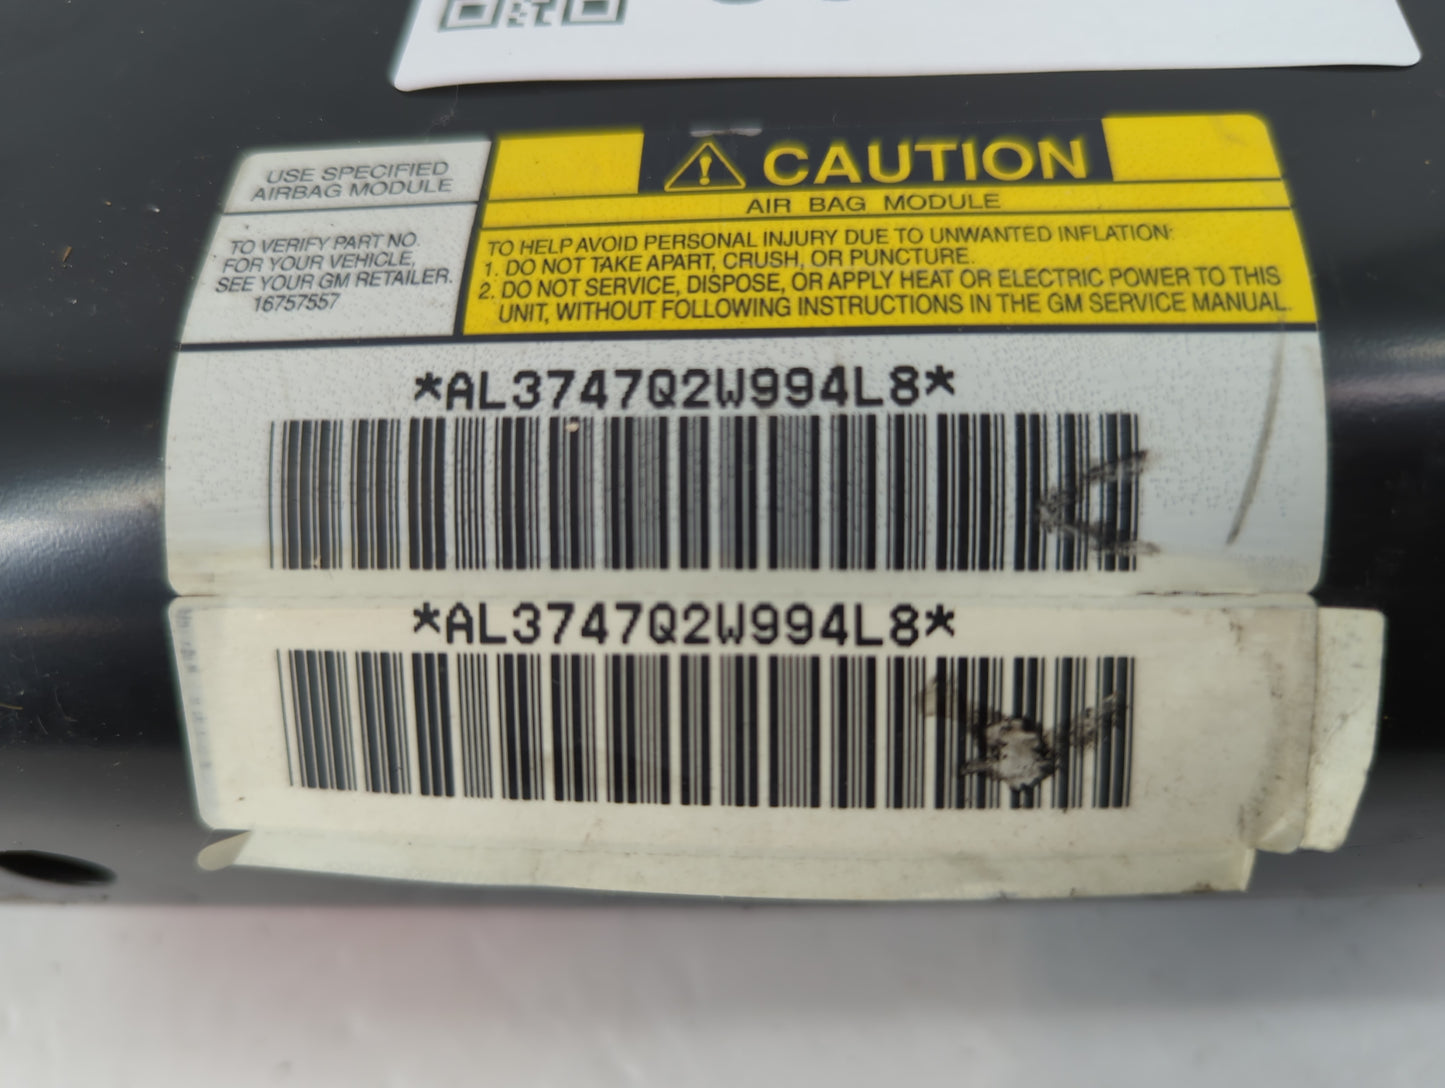 USE SPECIFIED
AIRBAG MODULE
TO VERIFY PART NO.
FOR YOUR VEHICLE,
SEE YOUR GM RETAILER.
16757557
CAUTION
AIR BAG MODULE
TO HELP AVOID PERSONAL INJURY DUE TO UNWANTED INFLATION:
1. DO NOT TAKE APART, CRUSH, OR PUNCTURE.
2. DO NOT SERVICE, DISPOSE, OR APPLY HEAT OR ELECTRIC POWER TO THIS
UNIT, WITHOUT FOLLOWING INSTRUCTIONS IN THE GM SERVICE MANUAL.
*AL3747Q2W994L8*
*AL3747Q2W994L8*